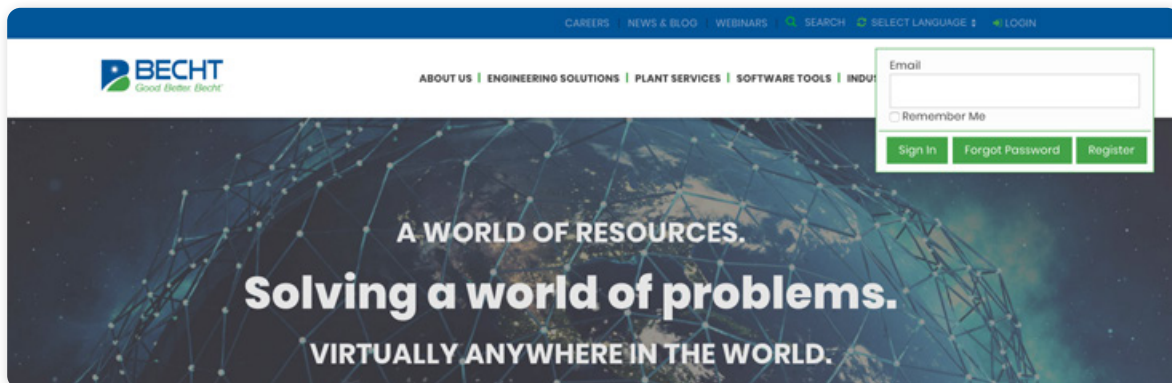 CAREERS | NEWS & BLOG | WEBINARS SEARCH SELECT LANGUAGE LOGIN
BECHT
Good. Better. Becht.
ABOUT US | ENGINEERING SOLUTIONS | PLANT SERVICES | SOFTWARE TOOLS | INDUS
Email
Remember Me
Sign In Forgot Password Register
A WORLD OF RESOURCES.
Solving a world of problems.
VIRTUALLY ANYWHERE IN THE WORLD.